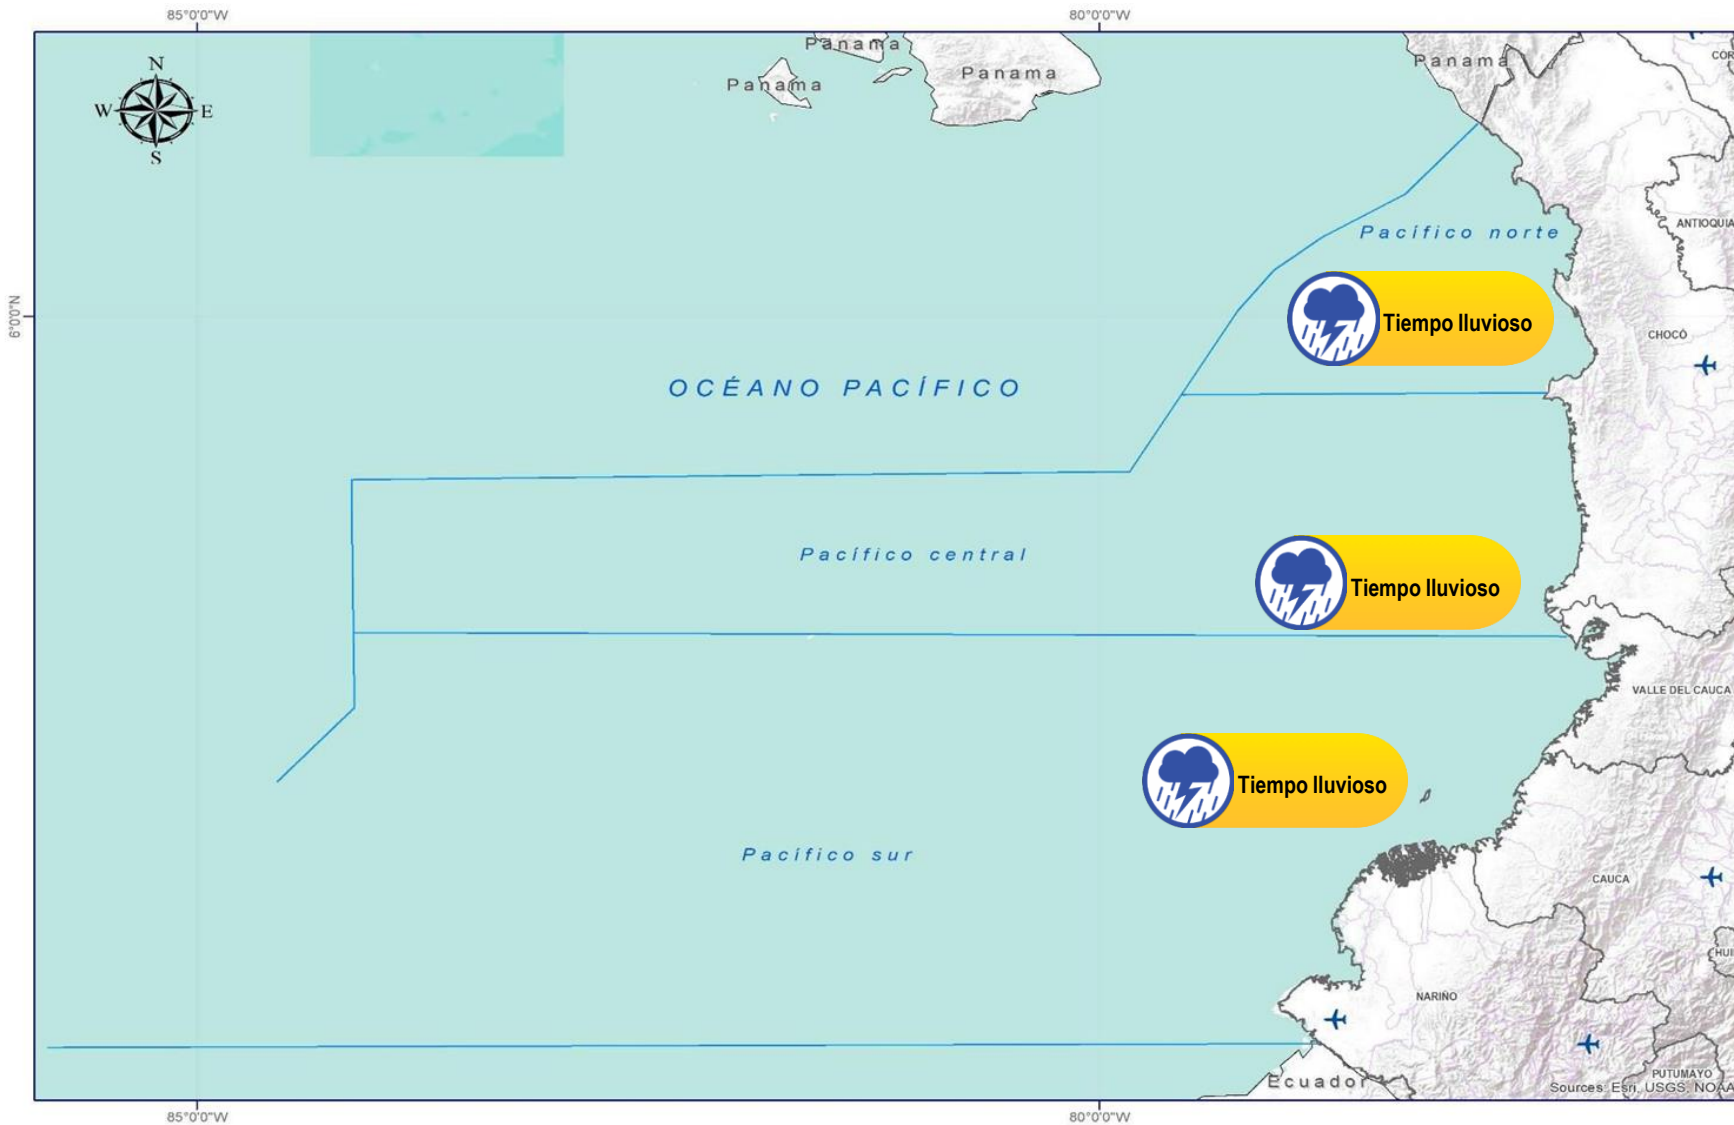 85°0'0"W
80°0'0"W
N
W
E
S
Panama
Panama
Panama
Panama
ANTIOQUIA
Pacífico norte
6°0'0"N
Tiempo lluvioso
CHOCÓ
OCÉANO PACÍFICO
Pacífico central
Tiempo lluvioso
VALLE DEL CAUCA
Tiempo lluvioso
Pacífico sur
CAUCA
NARIÑO
PUTUMAYO
Ecuador
Sources: Esri, USGS, NOAA
85°0'0"W
80°0'0"W